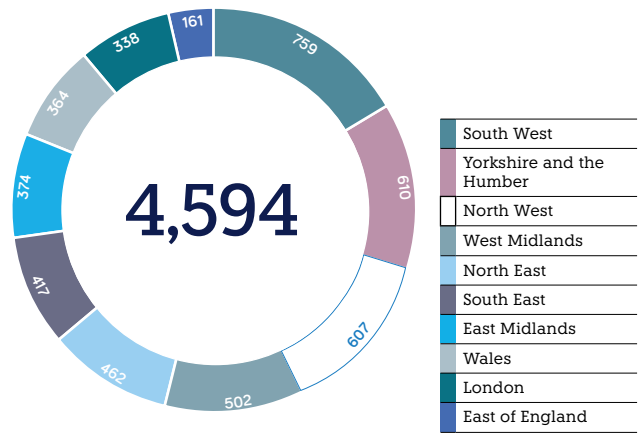 161
759
338
364
610
374
4,594
417
607
462
502
South West
Yorkshire and the
Humber
North West
West Midlands
North East
South East
East Midlands
Wales
London
East of England